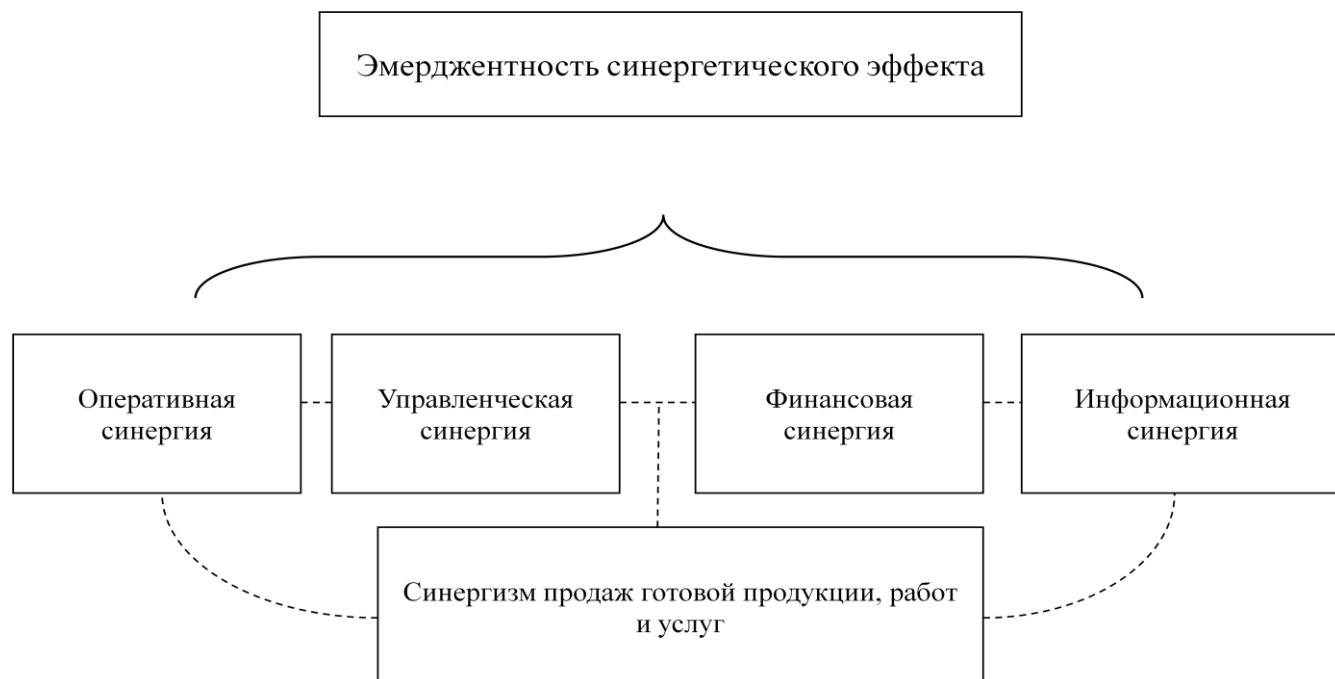 Эмерджентность синергетического эффекта
Оперативная
синергия
Управленческая
синергия
Финансовая
синергия
Информационная
синергия
Синергизм продаж готовой продукции, работ
и услуг